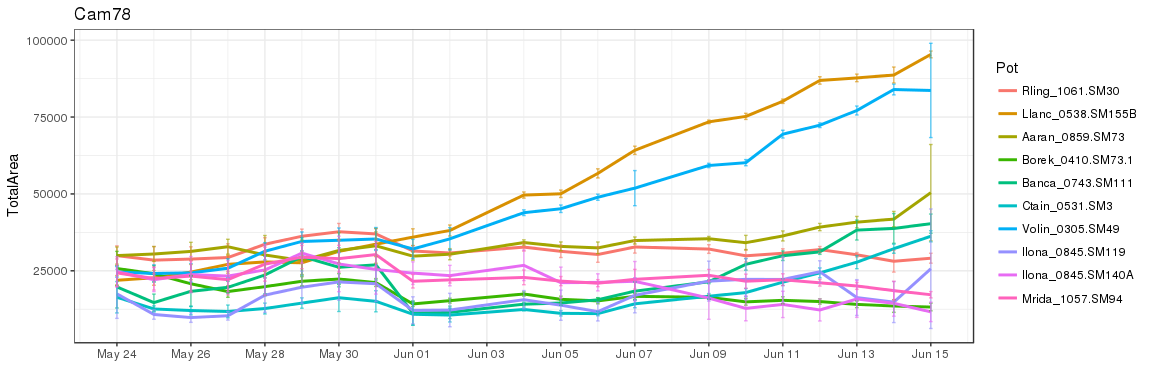 Cam78
TotalArea
100000
75000
50000
25000
May 24
May 26
May 28
May 30
Jun 01
Jun 03
Jun 05
Jun 07
Jun 09
Jun 11
Jun 13
Jun 15
Pot
Rling_1061.SM30
Llanc_0538.SM155B
Aaran_0859.SM73
Borek_0410.SM73.1
Banca_0743.SM111
Ctain_0531.SM3
Volin_0305.SM49
Ilona_0845.SM119
Ilona_0845.SM140A
Mrida_1057.SM94